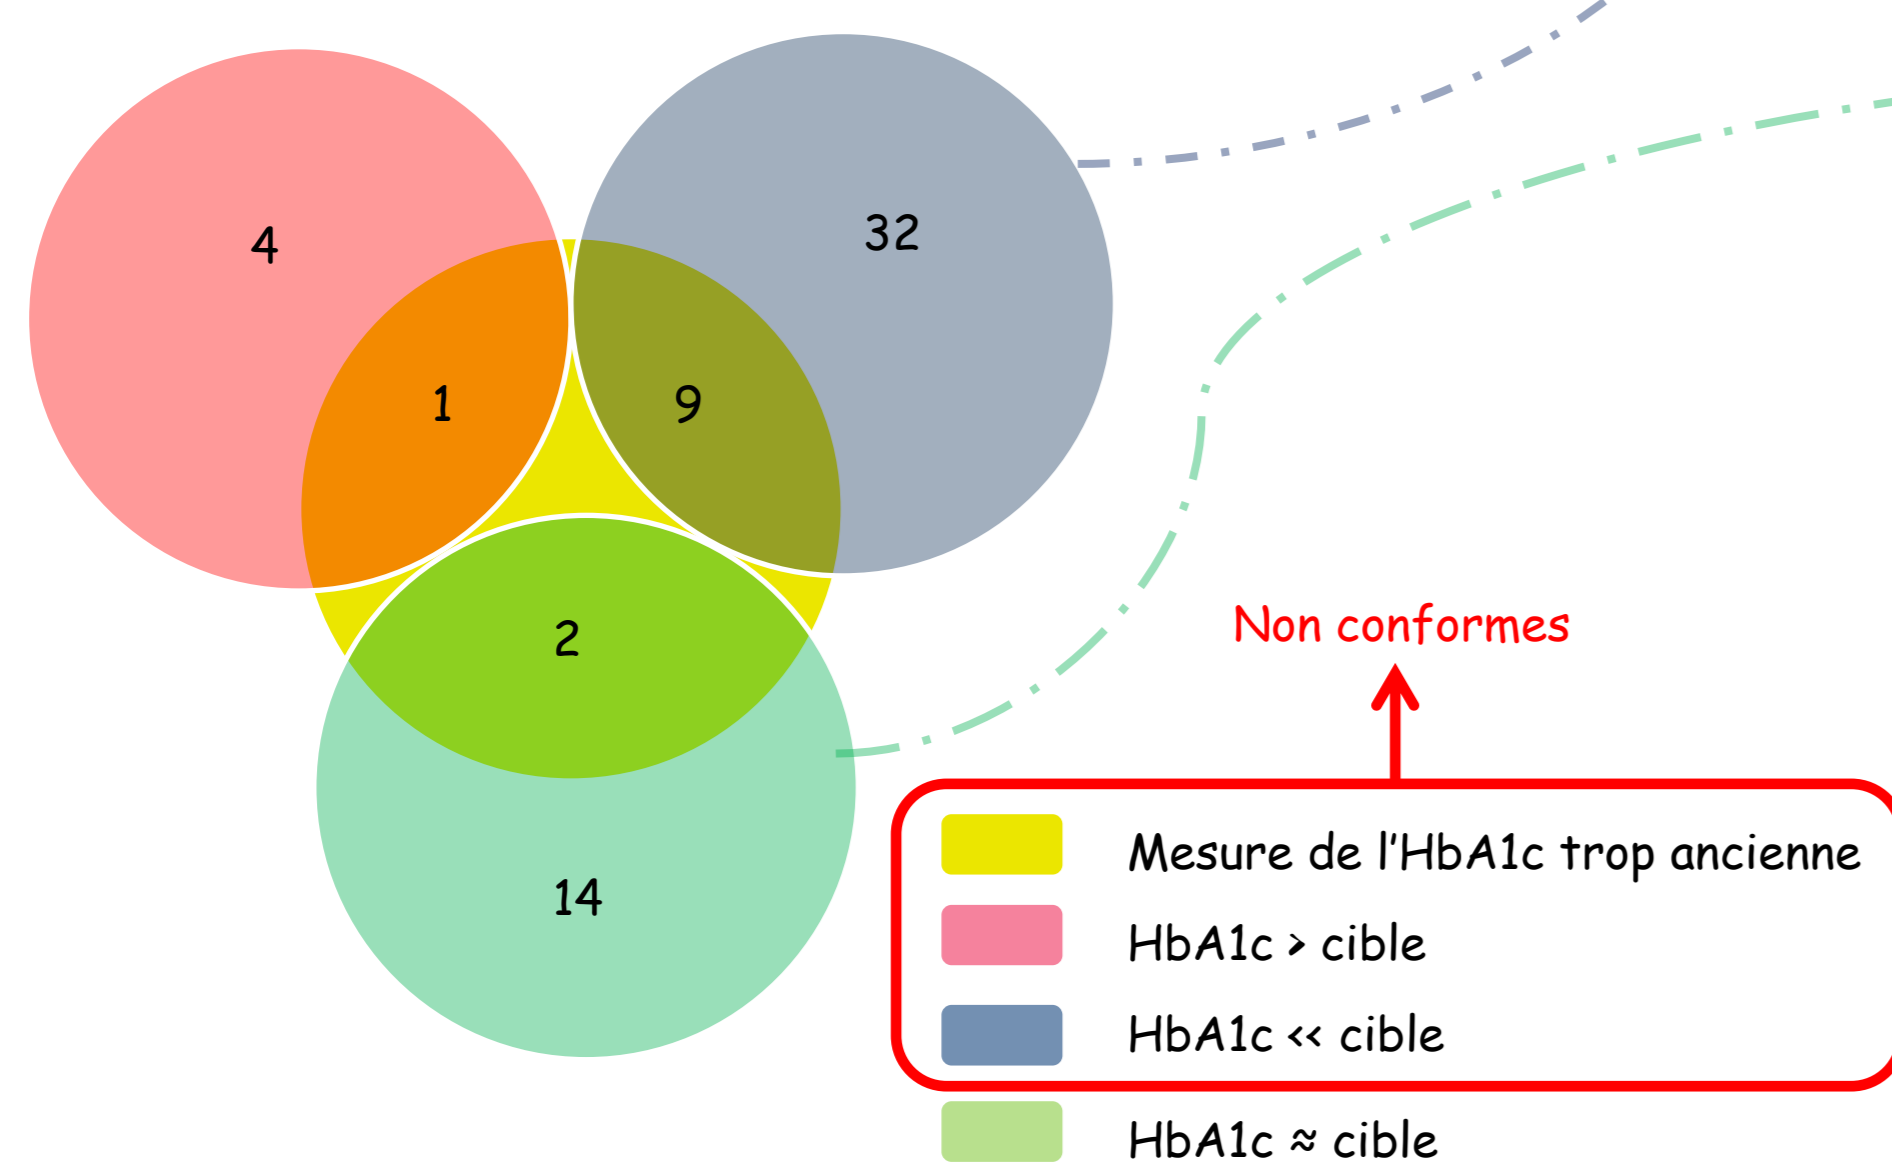 4
32
1
9
2
14
Non conformes
Mesure de l'HbA1c trop ancienne
HbA1c > cible
HbA1c << cible
HbA1c ≈ cible